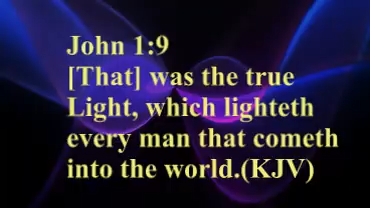 John 1:9
[That] was the true
Light, which lighteth
every man that cometh
into the world.(KJV)